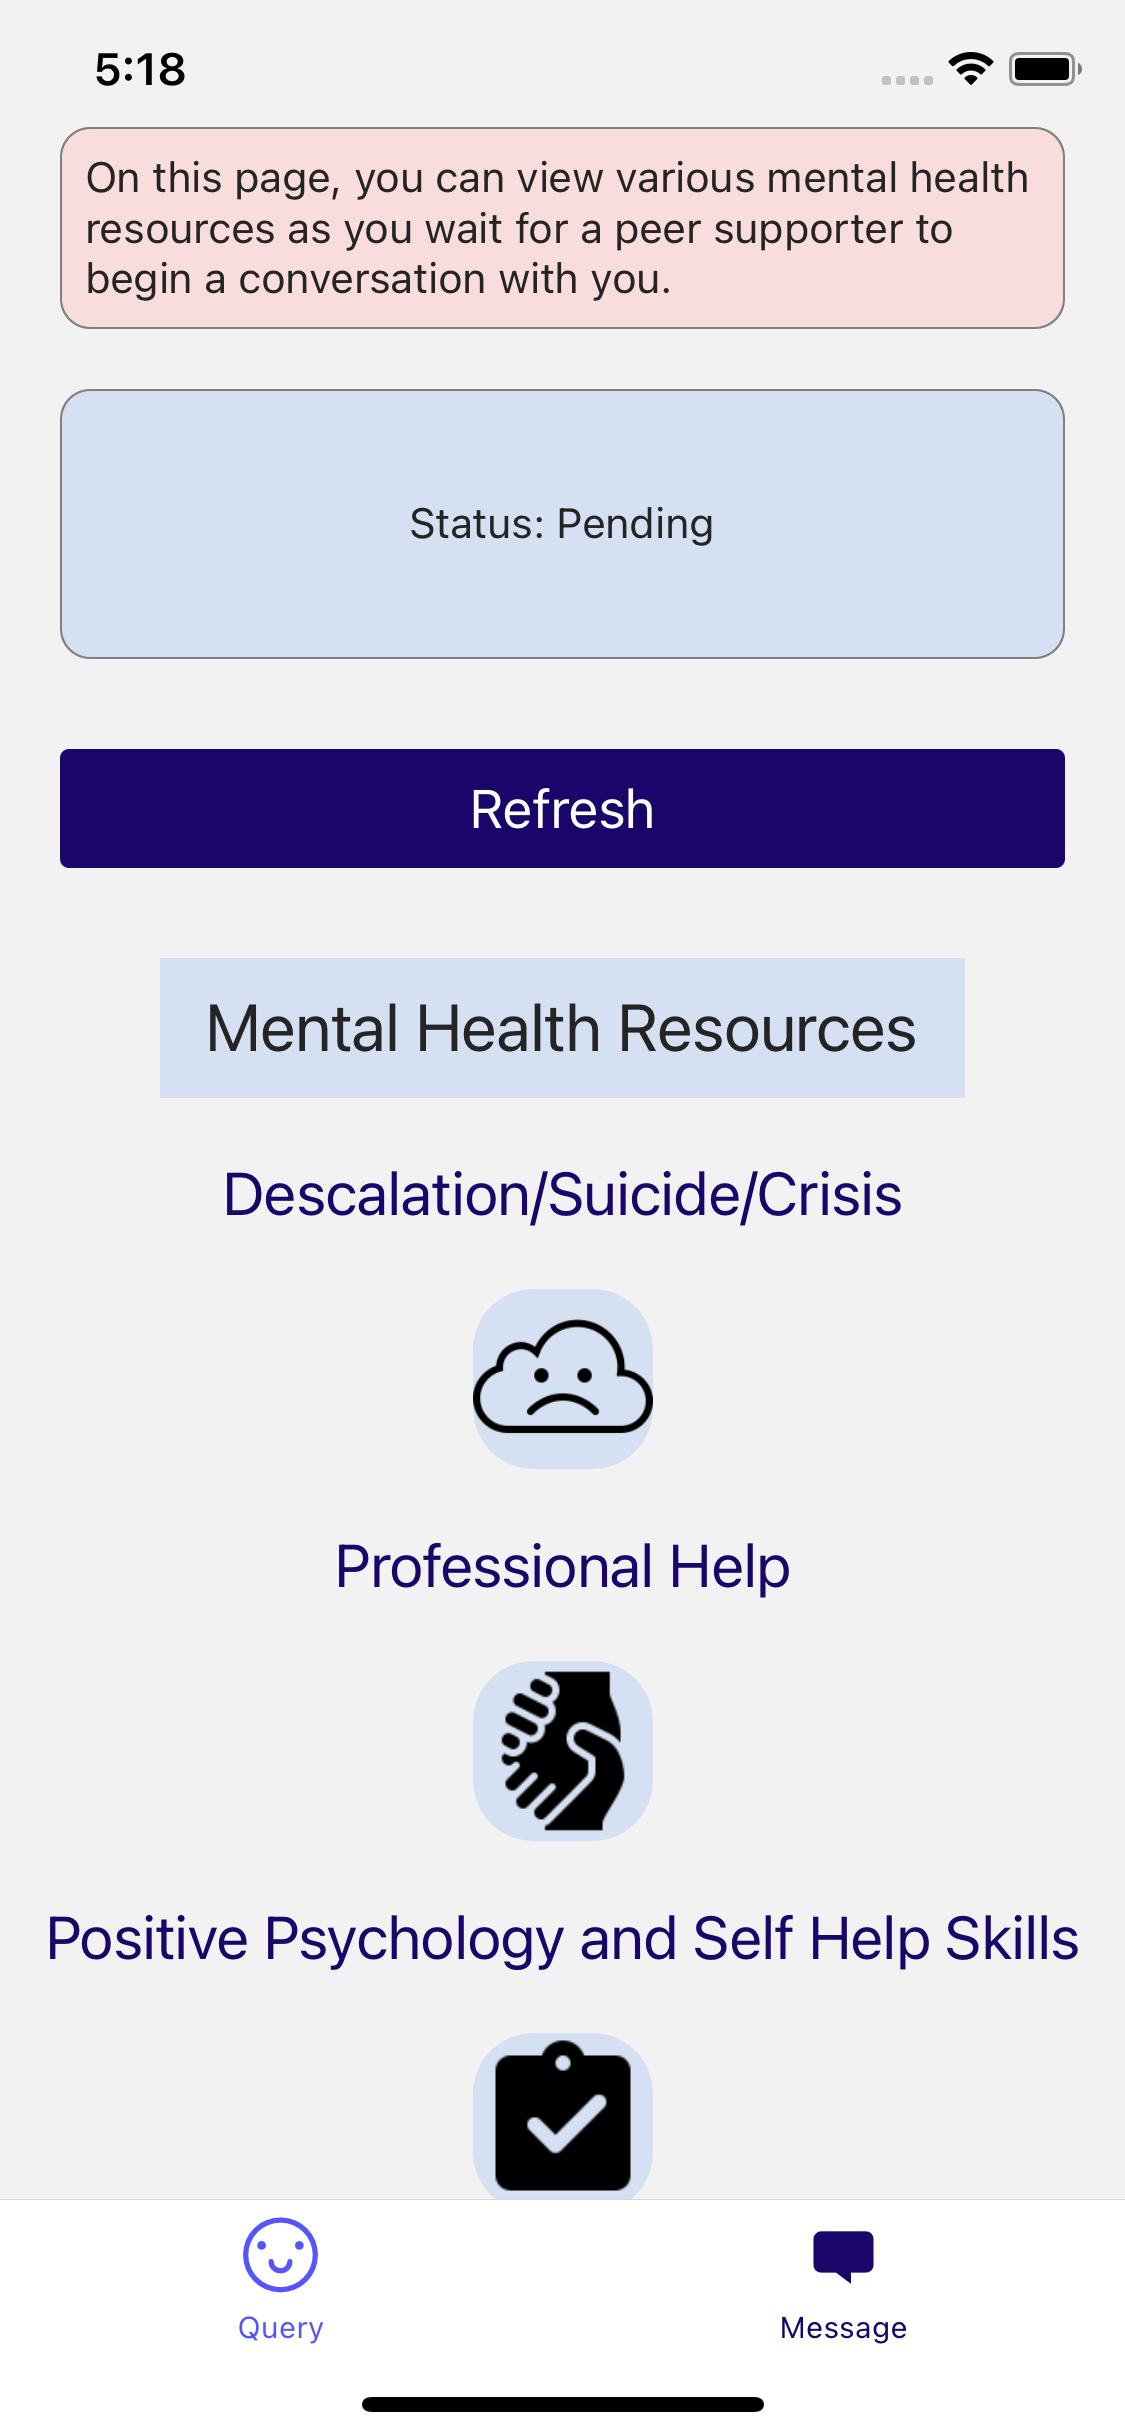 5:18
On this page, you can view various mental health
resources as you wait for a peer supporter to
begin a conversation with you.
Status: Pending
Refresh
Mental Health Resources
Descalation/Suicide/Crisis
Professional Help
Positive Psychology and Self Help Skills
Query
Message